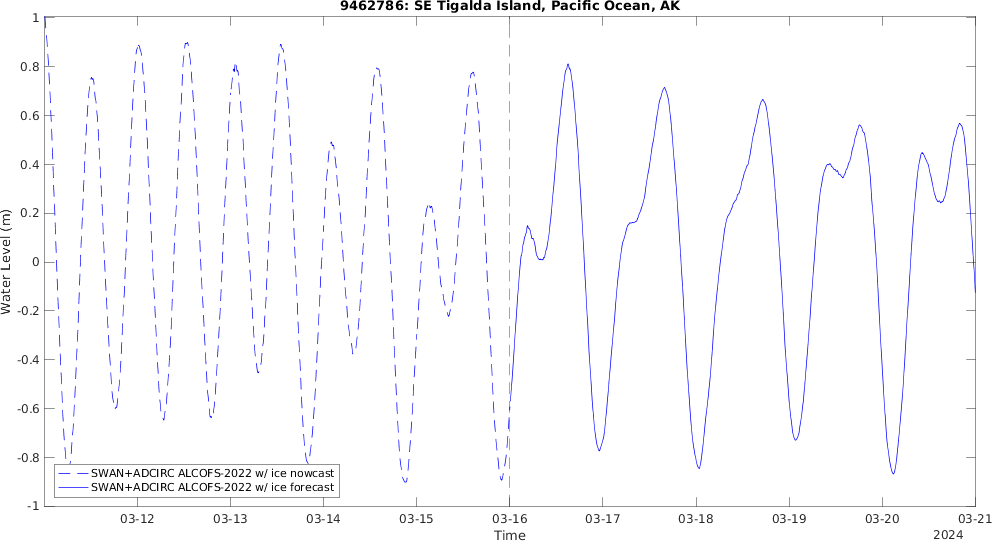 9462786: SE Tigalda Island, Pacific Ocean, AK
1
0.8
0.6
0.4
0.2
0
-0.2
-0.4
-0.6
-0.8
-1
Water Level (m)
SWAN+ADCIRC ALCOFS-2022 w/ ice nowcast
SWAN+ADCIRC ALCOFS-2022 w/ ice forecast
03-12 03-13 03-14 03-15 03-16 03-17 03-18 03-19 03-20 03-21
Time
2024